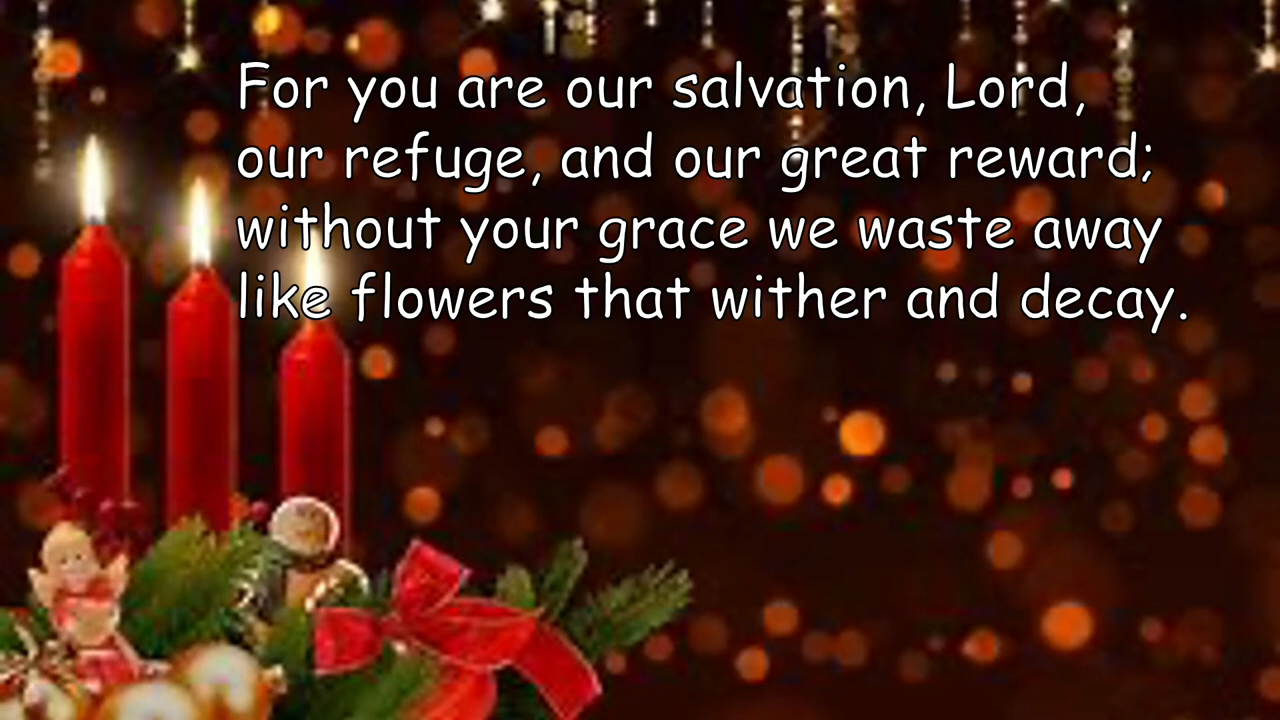 For you are our salvation, Lord,
our refuge, and our great reward;
without your grace we waste away
like flowers that wither and decay.